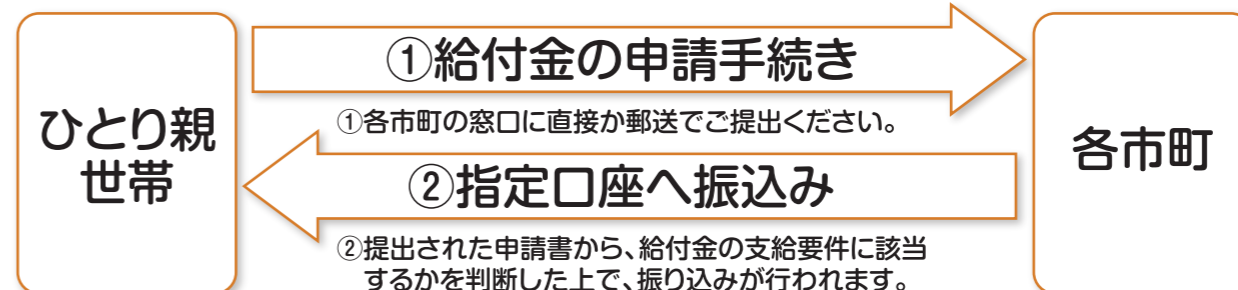 ひとり親
世帯
①給付金の申請手続き
①各市町の窓口に直接か郵送でご提出ください。
②指定口座へ振込み
②提出された申請書から、給付金の支給要件に該当
するかを判断した上で、振り込みが行われます。
各市町